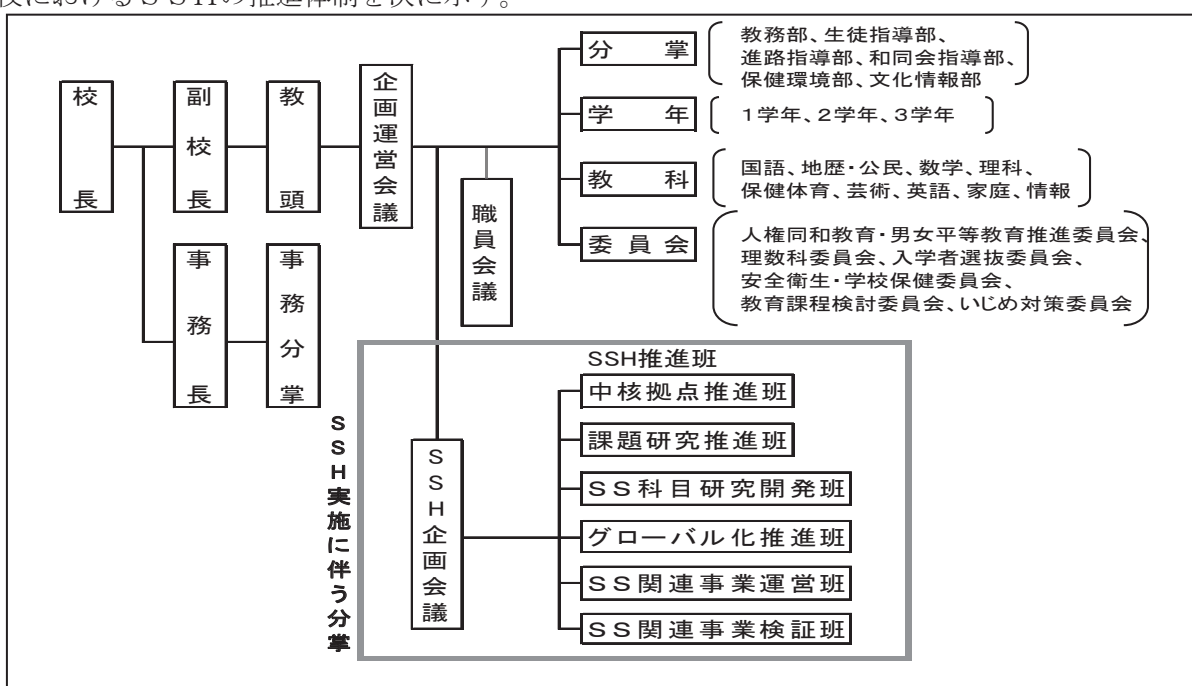 校におけるＳＳＨの推進体制を次に示す。
校長
副校長
教頭
企画運営会議
職員会議
事務長
事務分掌
分掌
教務部、生徒指導部、
進路指導部、和同会指導部、
保健環境部、文化情報部
学年
1学年、2学年、3学年
教科
国語、地歴・公民、数学、理科、
保健体育、芸術、英語、家庭、情報
委員会
人権同和教育・男女平等教育推進委員会、
理数科委員会、入学者選抜委員会、
安全衛生・学校保健委員会、
教育課程検討委員会、いじめ対策委員会
SSH実施に伴う分掌
SSH企画会議
SSH推進班
中核拠点推進班
課題研究推進班
ＳＳ科目研究開発班
グローバル化推進班
ＳＳ関連事業運営班
ＳＳ関連事業検証班